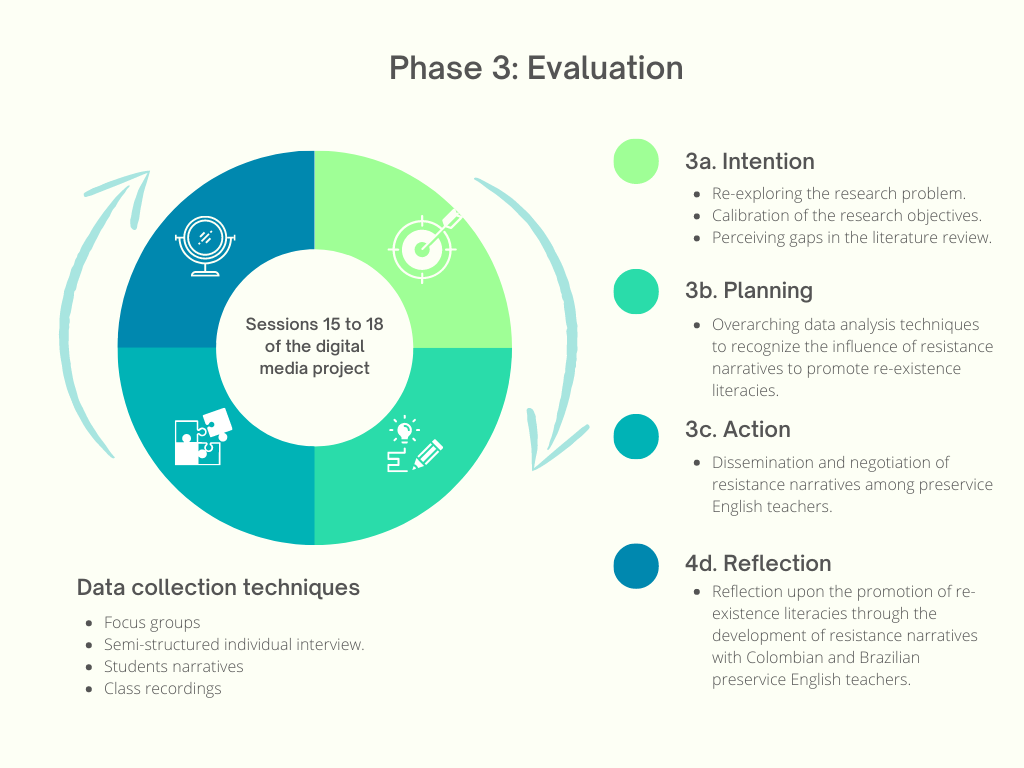 Phase 3: Evaluation
Sessions 15 to 18
of the digital
media project
3a. Intention
• Re-exploring the research problem.
• Calibration of the research objectives.
• Perceiving gaps in the literature review.
3b. Planning
• Overarching data analysis techniques
to recognize the influence of resistance
narratives to promote re-existence
literacies.
3c. Action
• Dissemination and negotiation of
resistance narratives among preservice
English teachers.
4d. Reflection
• Reflection upon the promotion of re-
existence literacies through the
development of resistance narratives
with Colombian and Brazilian
preservice English teachers.
Data collection techniques
• Focus groups
• Semi-structured individual interview.
• Students narratives
• Class recordings